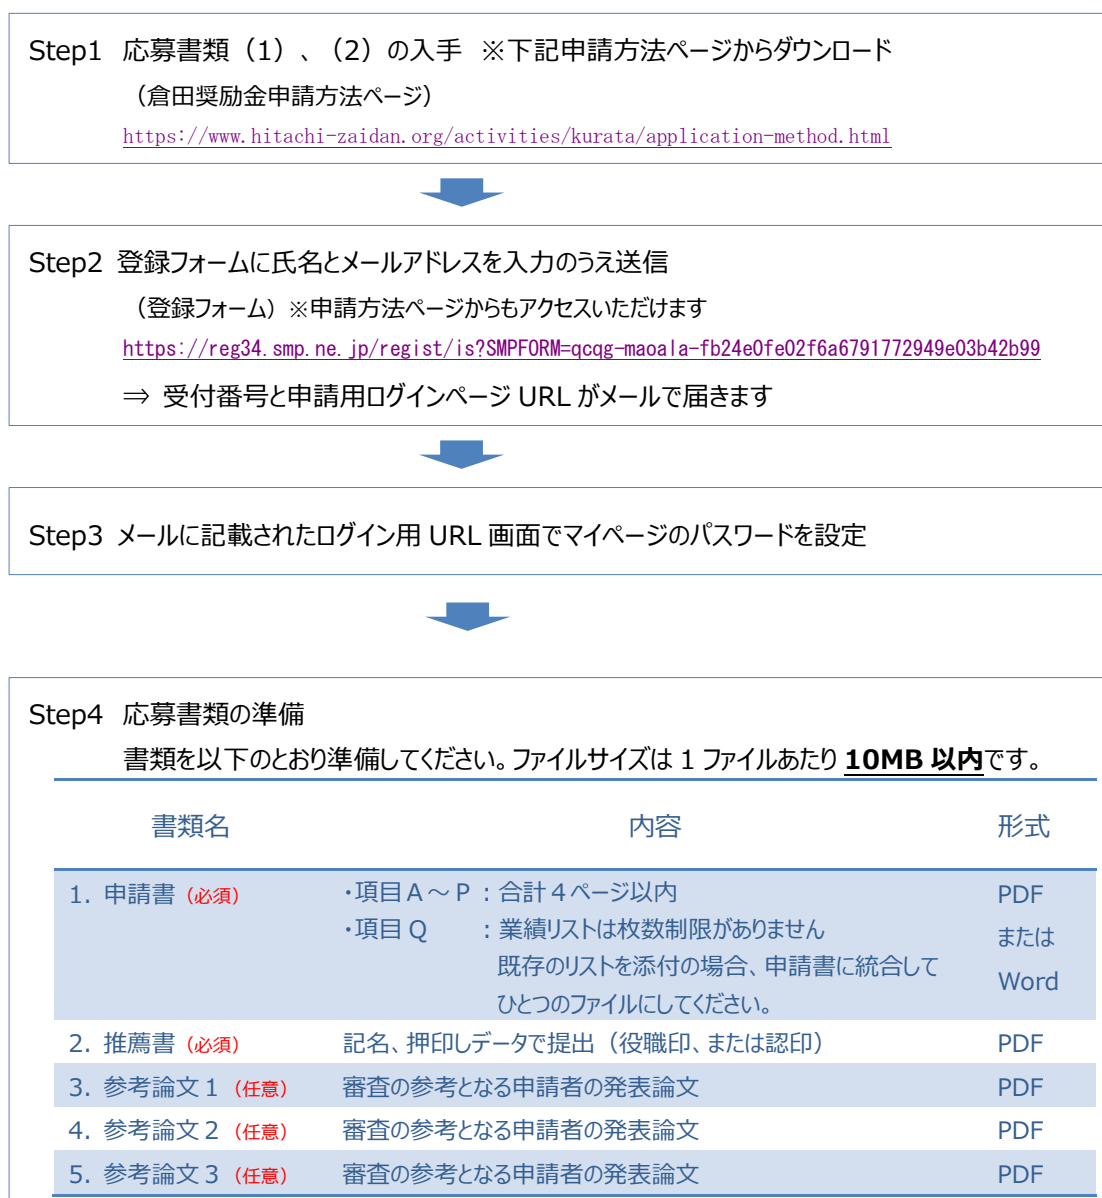 Step1 応募書類（1）、（2）の入手 ※下記申請方法ページからダウンロード
（倉田奨励金申請方法ページ）
https://www.hitachi-zaidan.org/activities/kurata/application-method.html
Step2 登録フォームに氏名とメールアドレスを入力のうえ送信
（登録フォーム）※申請方法ページからもアクセスいただけます
https://reg34.smp.ne.jp/regist/is?SMPFORM=qcqg-maoala-fb24e0fe02f6a6791772949e03b42b99
⇒ 受付番号と申請用ログインページ URL がメールで届きます
Step3 メールに記載されたログイン用 URL 画面でマイページのパスワードを設定
Step4 応募書類の準備
書類を以下のとおり準備してください。ファイルサイズは 1 ファイルあたり 10MB 以内です。
書類名 内容 形式
1. 申請書（必須） ・項目A～P：合計４ページ以内 PDF
・項目 Q ：業績リストは枚数制限がありません または
既存のリストを添付の場合、申請書に統合して Word
ひとつのファイルにしてください。
2. 推薦書（必須） 記名、押印しデータで提出（役職印、または認印） PDF
3. 参考論文１（任意） 審査の参考となる申請者の発表論文 PDF
4. 参考論文２（任意） 審査の参考となる申請者の発表論文 PDF
5. 参考論文３（任意） 審査の参考となる申請者の発表論文 PDF